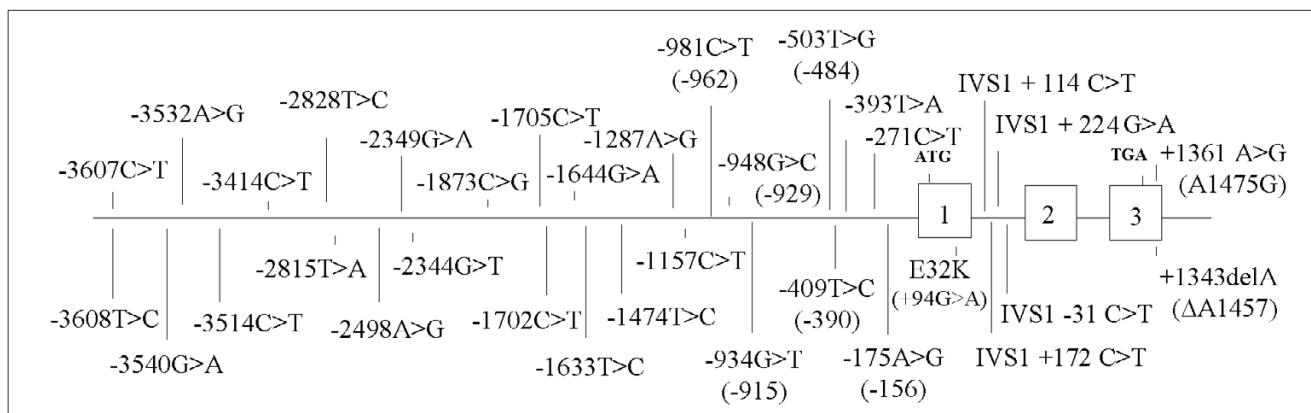 -981C>T
(-962)
-503T>G
(-484)
IVS1 + 114 C>T
-2828T>C
-3532A>G
-1705C>T
-393T>A
-2349G>A
-1287A>G
-271C>T
IVS1 + 224 G>A
-3607C>T
-3414C>T
-1873C>G
-1644G>A
-948G>C
(-929)
ATG
TGA
+1361 A>G
(A1475G)
1
2
3
-2815T>A
-2344G>T
-1157C>T
E32K
(+94G>A)
+1343delA
(ΔA1457)
-3608T>C
-3514C>T
-2498A>G
-1702C>T
-1474T>C
-409T>C
(-390)
IVS1 -31 C>T
-3540G>A
-1633T>C
-934G>T
(-915)
-175A>G
(-156)
IVS1 +172 C>T